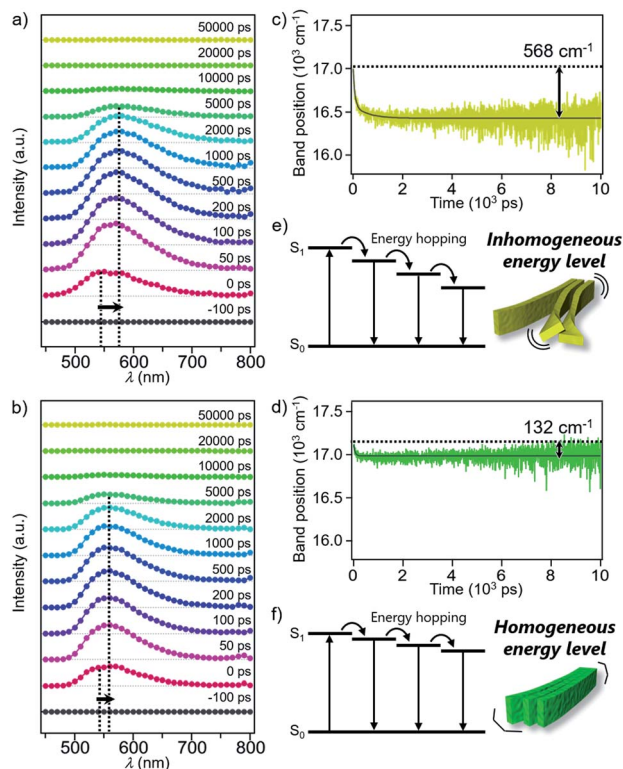 a)
Intensity (a.u.)
50000 ps
20000 ps
10000 ps
5000 ps
2000 ps
1000 ps
500 ps
200 ps
100 ps
50 ps
0 ps
-100 ps
500 600 700 800
λ (nm)
c)
Band position (10³ cm⁻¹)
17.5
17.0
16.5
16.0
568 cm⁻¹
0 2 4 6 8 10
Time (10³ ps)
e)
S₁
Energy hopping
S₀
Inhomogeneous
energy level
b)
Intensity (a.u.)
50000 ps
20000 ps
10000 ps
5000 ps
2000 ps
1000 ps
500 ps
200 ps
100 ps
50 ps
0 ps
-100 ps
500 600 700 800
λ (nm)
d)
Band position (10³ cm⁻¹)
17.5
17.0
16.5
16.0
132 cm⁻¹
0 2 4 6 8 10
Time (10³ ps)
f)
S₁
Energy hopping
S₀
Homogeneous
energy level